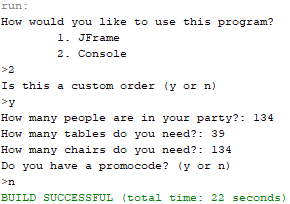 run:
How would you like to use this program?
1. JFrame
2. Console
>2
Is this a custom order (y or n)
>y
How many people are in your party?: 134
How many tables do you need?: 39
How many chairs do you need?: 134
Do you have a promocode? (y or n)
>n
BUILD SUCCESSFUL (total time: 22 seconds)